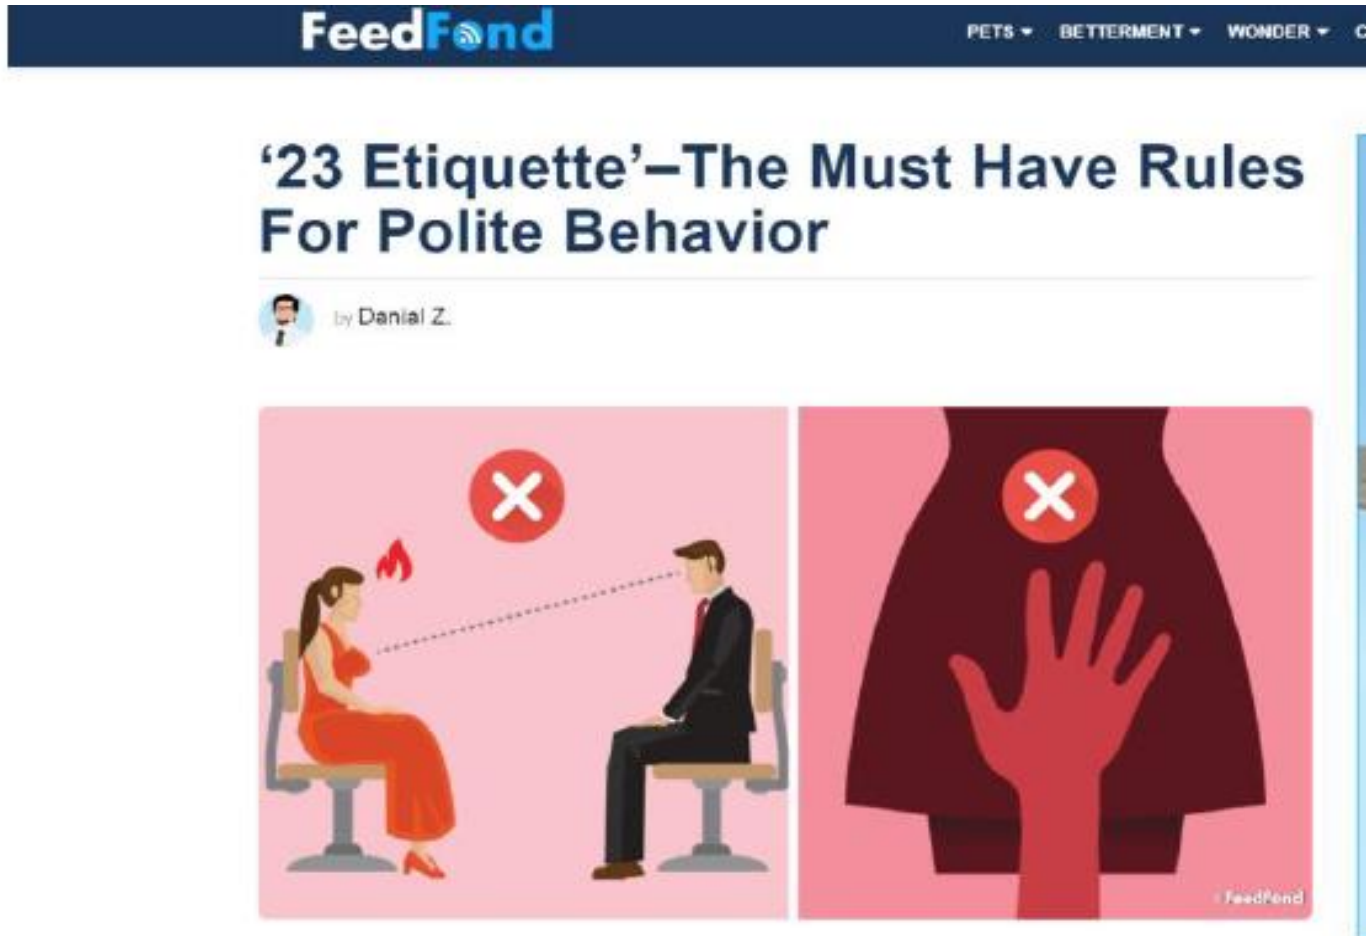 FeedFond
PETS BETTERMENT WONDER C
‘23 Etiquette’–The Must Have Rules
For Polite Behavior
by Danial Z.
FeedFond